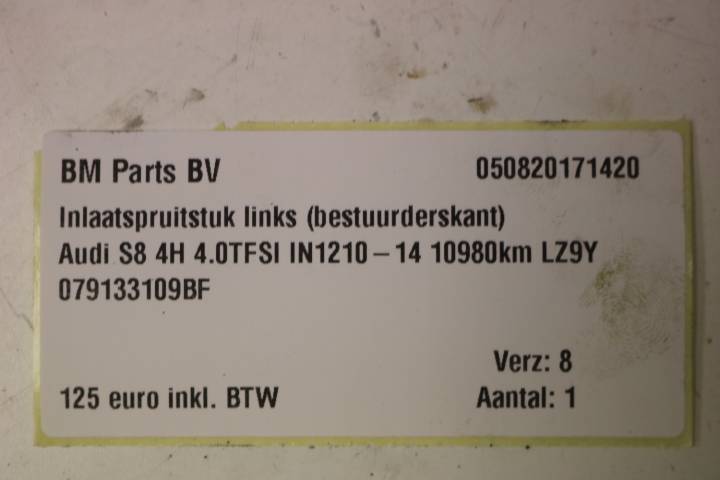 BM Parts BV 050820171420
Inlaatspruitstuk links (bestuurderskant)
Audi S8 4H 4.0TFSI IN1210-14 10980km LZ9Y
079133109BF
Verz: 8
125 euro inkl. BTW Aantal: 1